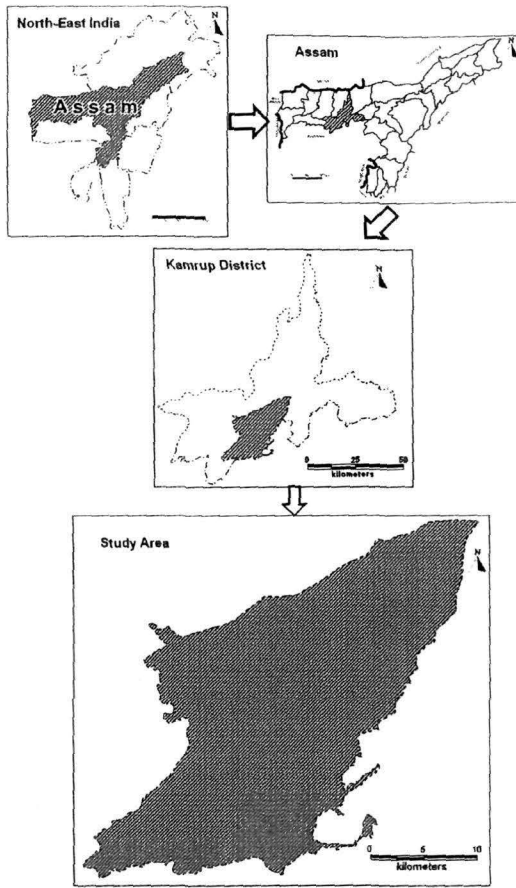 North-East India
N
Assam
Assam
N
Kamrup District
N
0 25 50
kilometers
Study Area
N
0 5 10
kilometers